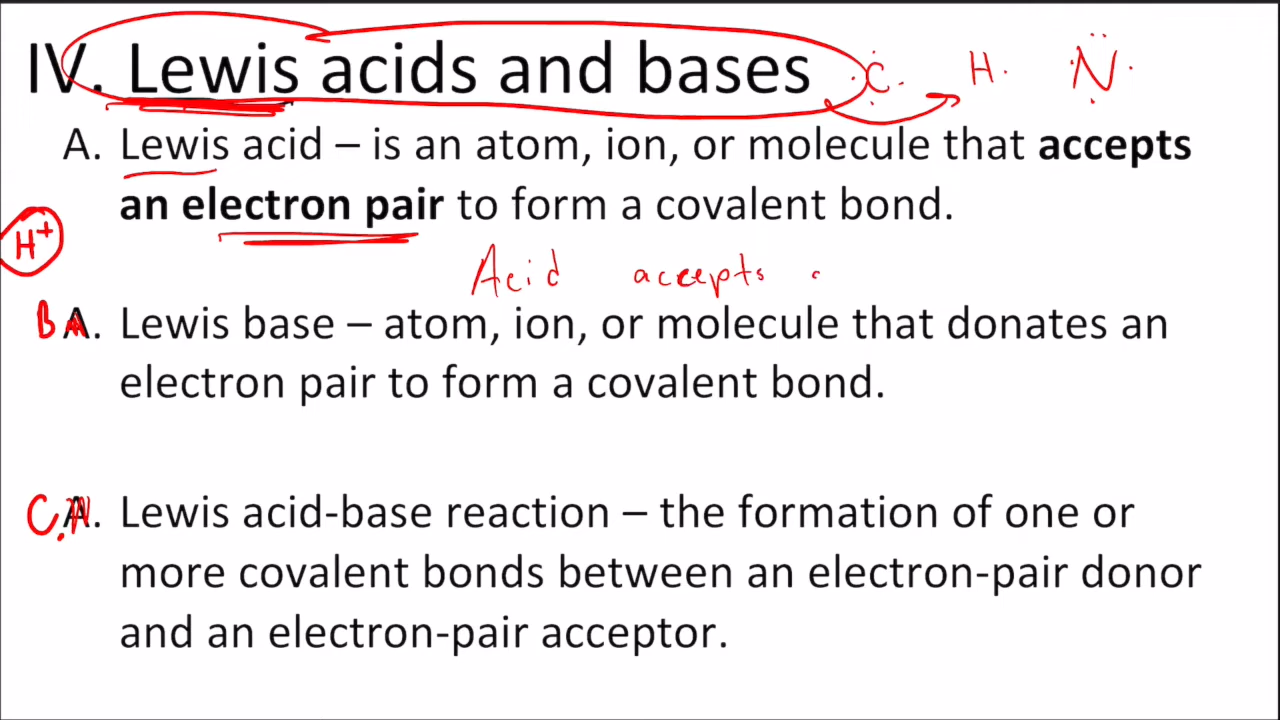 IV. Lewis acids and bases C H N
A. Lewis acid – is an atom, ion, or molecule that accepts
an electron pair to form a covalent bond.
H+
Acid accepts
B A. Lewis base – atom, ion, or molecule that donates an
electron pair to form a covalent bond.
C. A. Lewis acid-base reaction – the formation of one or
more covalent bonds between an electron-pair donor
and an electron-pair acceptor.